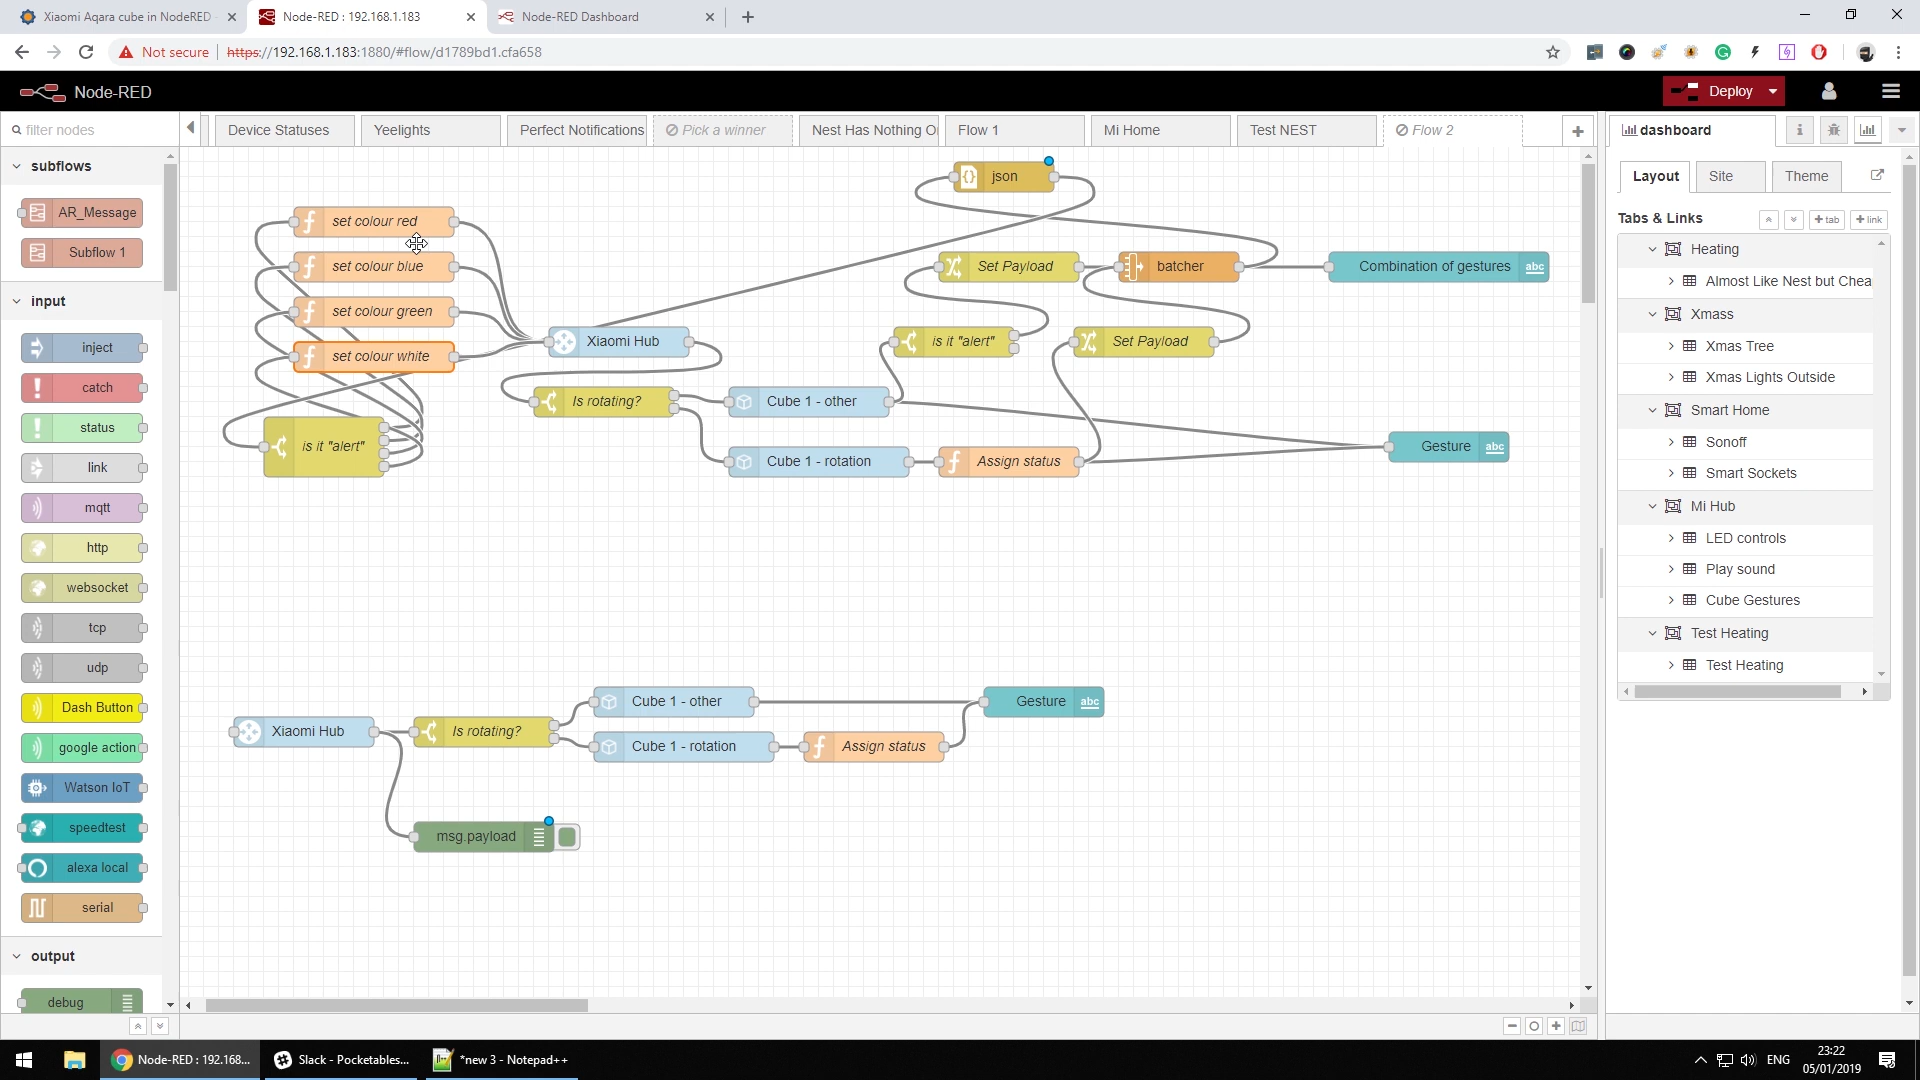 Xiaomi Aqara cube in NodeRED
Node-RED : 192.168.1.183
Node-RED Dashboard
Not secure
https://192.168.1.183:1880/#flow/d1789bd1.cfa658
Node-RED
Deploy
filter nodes
Device Statuses
Yeelights
Perfect Notifications
Pick a winner
Nest Has Nothing O
Flow 1
Mi Home
Test NEST
Flow 2
dashboard
subflows
AR_Message
Subflow 1
input
inject
catch
status
link
mqtt
http
websocket
tcp
udp
Dash Button
google action
Watson IoT
speedtest
alexa local
serial
output
debug
json
set colour red
set colour blue
set colour green
set colour white
Set Payload
batcher
Combination of gestures
abc
Xiaomi Hub
is it "alert"
Set Payload
Is rotating?
Cube 1 - other
is it "alert"
Cube 1 - rotation
Assign status
Gesture
abc
Cube 1 - other
Gesture
abc
Xiaomi Hub
Is rotating?
Cube 1 - rotation
Assign status
msg.payload
Layout
Site
Theme
Tabs & Links
tab
link
Heating
Almost Like Nest but Chea
Xmass
Xmas Tree
Xmas Lights Outside
Smart Home
Sonoff
Smart Sockets
Mi Hub
LED controls
Play sound
Cube Gestures
Test Heating
Test Heating
Node-RED : 192.168...
Slack - Pocketables...
*new 3 - Notepad++
ENG
23:22
05/01/2019